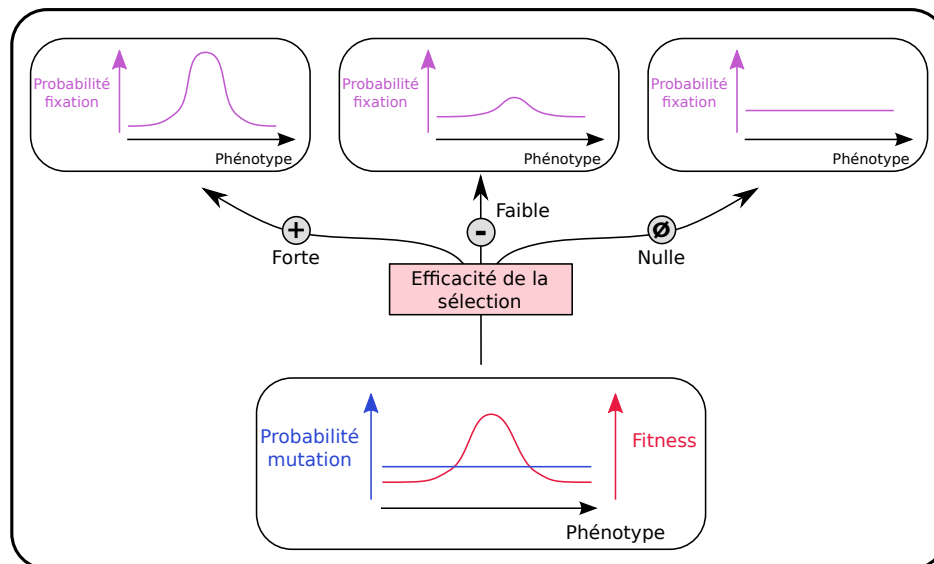 Probabilité
fixation
Phénotype
Probabilité
fixation
Phénotype
Probabilité
fixation
Phénotype
+
Forte
-
Faible
Ø
Nulle
Efficacité de la
sélection
Probabilité
mutation
Fitness
Phénotype